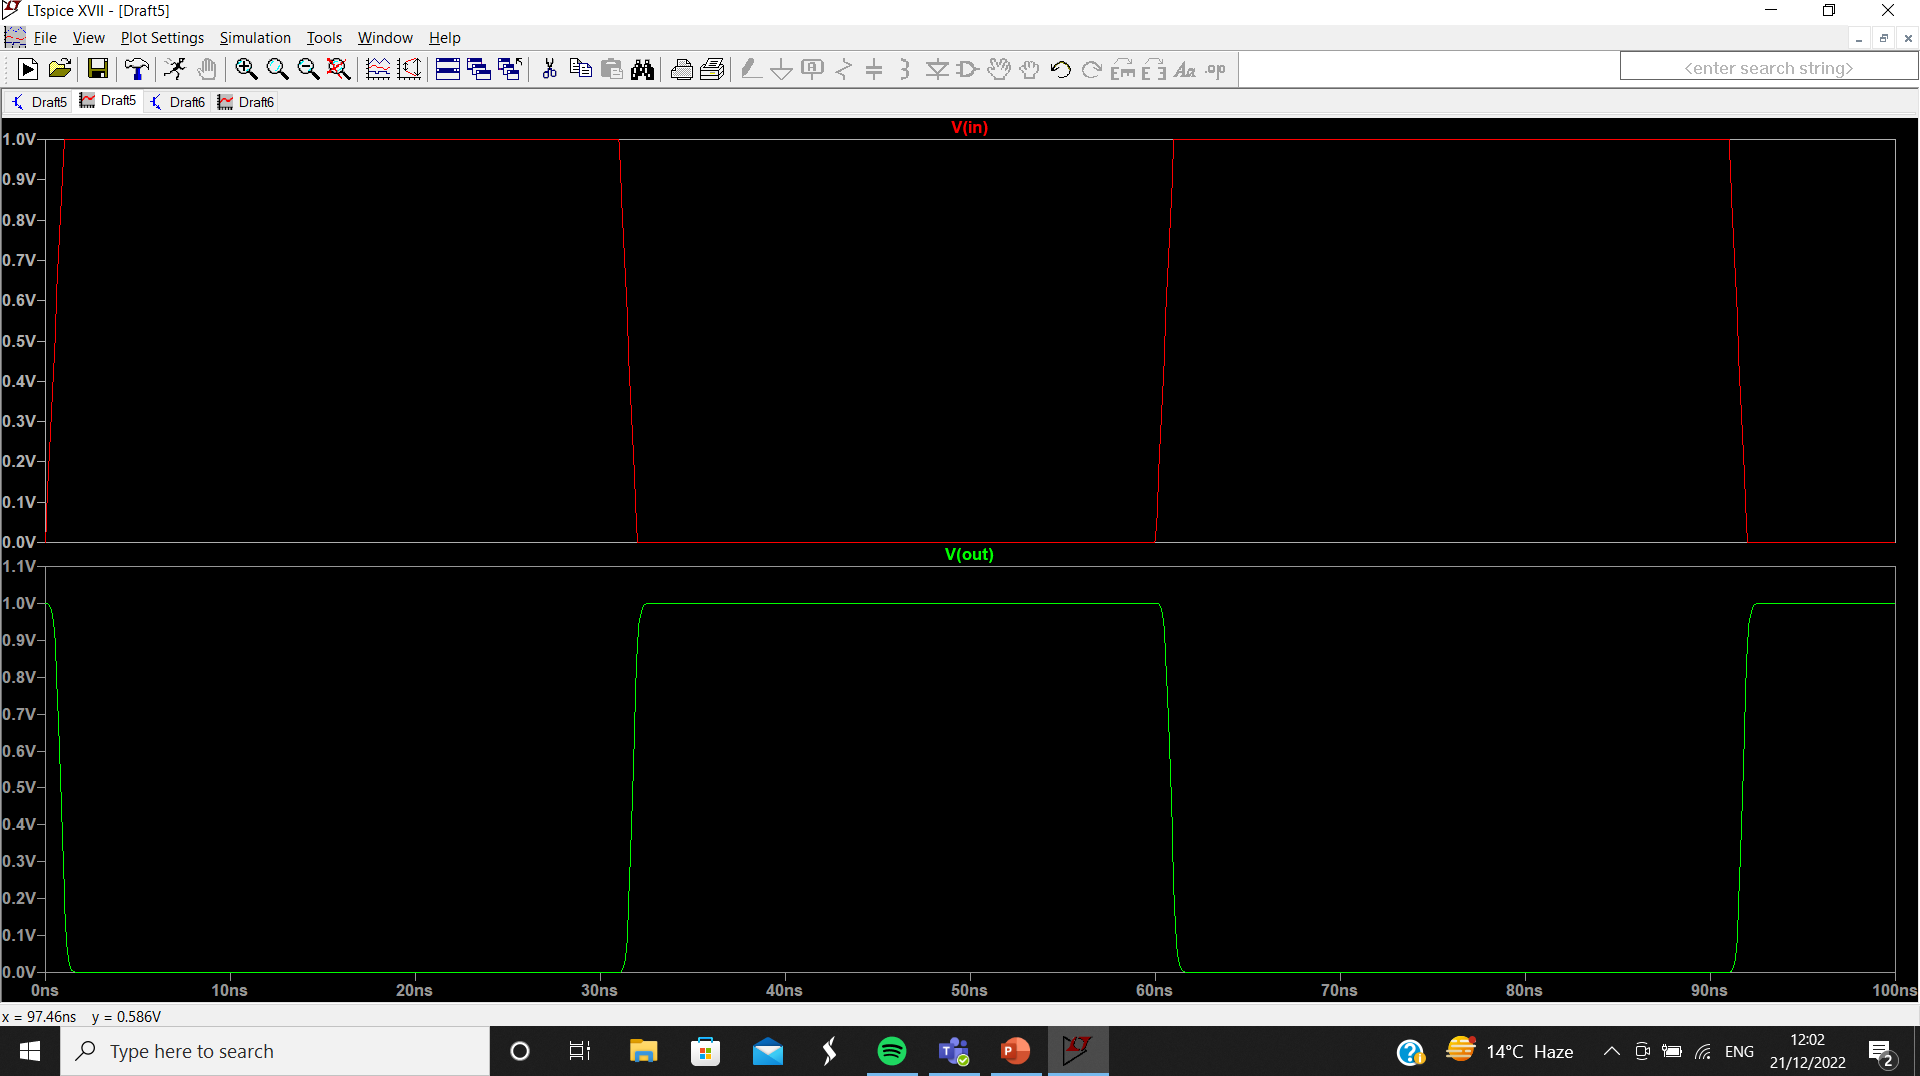 LTspice XVII - [Draft5]
File View Plot Settings Simulation Tools Window Help
<enter search string>
Draft5 Draft5 Draft6 Draft6
V(in)
1.0V
0.9V
0.8V
0.7V
0.6V
0.5V
0.4V
0.3V
0.2V
0.1V
0.0V
V(out)
1.1V
1.0V
0.9V
0.8V
0.7V
0.6V
0.5V
0.4V
0.3V
0.2V
0.1V
0.0V
0ns 10ns 20ns 30ns 40ns 50ns 60ns 70ns 80ns 90ns 100ns
x = 97.46ns y = 0.586V
Type here to search
14°C Haze
ENG
12:02
21/12/2022
2